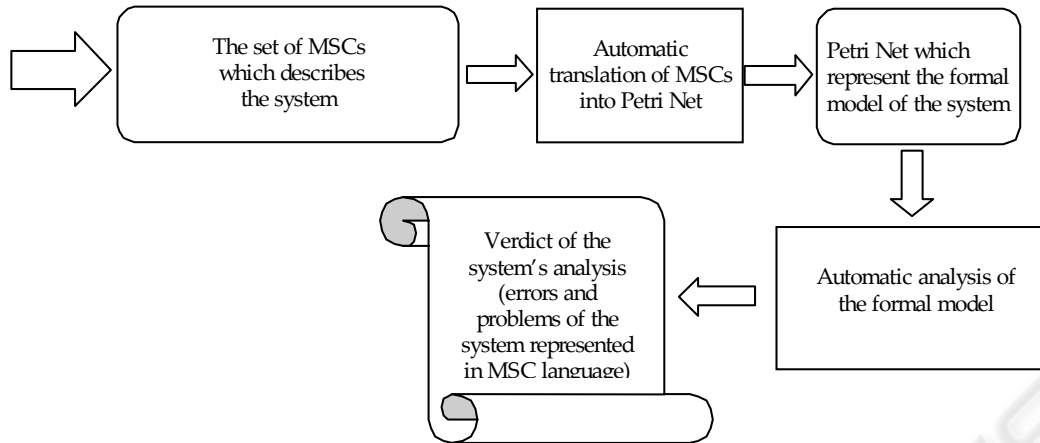 The set of MSCs
which describes
the system
Automatic
translation of MSCs
into Petri Net
Petri Net which
represent the formal
model of the system
Automatic analysis of
the formal model
Verdict of the
system's analysis
(errors and
problems of the
system represented
in MSC language)